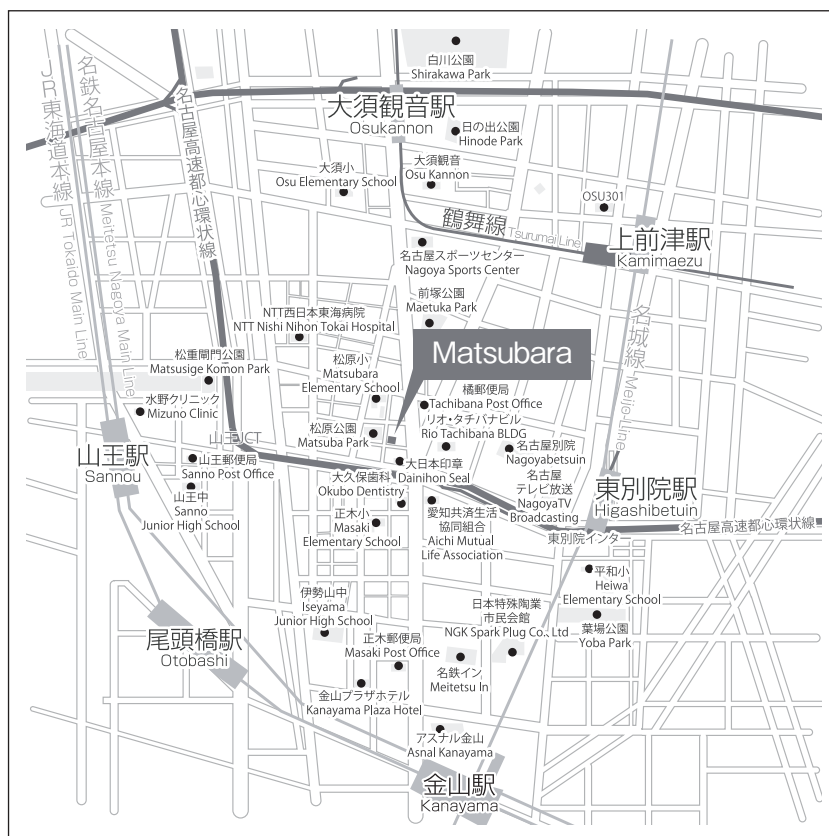 白川公園
Shirakawa Park
大須観音駅
Osukannon
日の出公園
Hinode Park
大須小
Osu Elementary School
大須観音
Osu Kannon
OSU301
鶴舞線 Tsurumai Line
上前津駅
Kamimaezu
名古屋スポーツセンター
Nagoya Sports Center
JR東海道本線 JR Tokaido Main Line
名鉄名古屋本線 Meitetsu Nagoya Main Line
名古屋高速都心環状線
前塚公園
Maetuka Park
NTT西日本東海病院
NTT Nishi Nihon Tokai Hospital
名城線 Meijo-Line
Matsubara
松重閘門公園
Matsusige Komon Park
松原小
Matsubara
Elementary School
水野クリニック
Mizuno Clinic
橘郵便局
Tachibana Post Office
リオ・タチバナビル
Rio Tachibana BLDG
松原公園
Matsuba Park
山王JCT
山王駅
Sannou
山王郵便局
Sanno Post Office
名古屋別院
Nagoyabetsuin
大久保歯科
Okubo Dentistry
大日本印章
Dainihon Seal
名古屋
テレビ放送
NagoyaTV
Broadcasting
東別院駅
Higashibetuin
山王中
Sanno
Junior High School
正木小
Masaki
Elementary School
愛知共済生活
協同組合
Aichi Mutual
Life Association
東別院インター
名古屋高速都心環状線
平和小
Heiwa
Elementary School
伊勢山中
Iseyama
Junior High School
日本特殊陶業
市民会館
NGK Spark Plug Co., Ltd
葉場公園
Yoba Park
尾頭橋駅
Otobashi
正木郵便局
Masaki Post Office
名鉄イン
Meitetsu In
金山プラザホテル
Kanayama Plaza Hotel
アスナル金山
Asnal Kanayama
金山駅
Kanayama